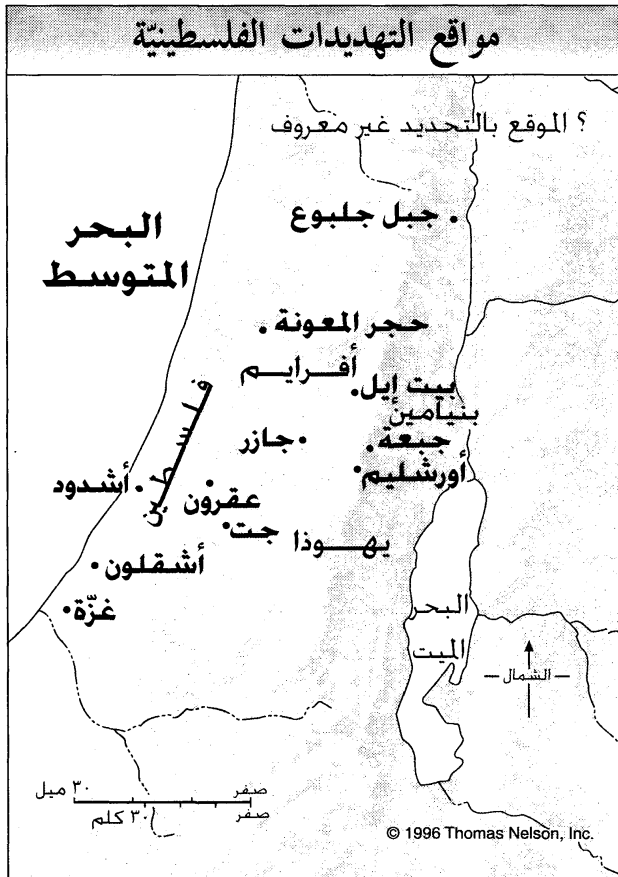 مواقع التهديدات الفلسطينيّة
؟ الموقع بالتحديد غير معروف
جبل جلبوع
البحر
المتوسط
حجر المعونة
أفرايم
بيت إيل
بنيامين
فلسطين
جازر
جبعة
أورشليم
أشدود
عقرون
جت
يهوذا
أشقلون
غزّة
البحر
الميت
الشمال
صفر ٣٠ ميل
صفر ٣٠ كلم
© 1996 Thomas Nelson, Inc.